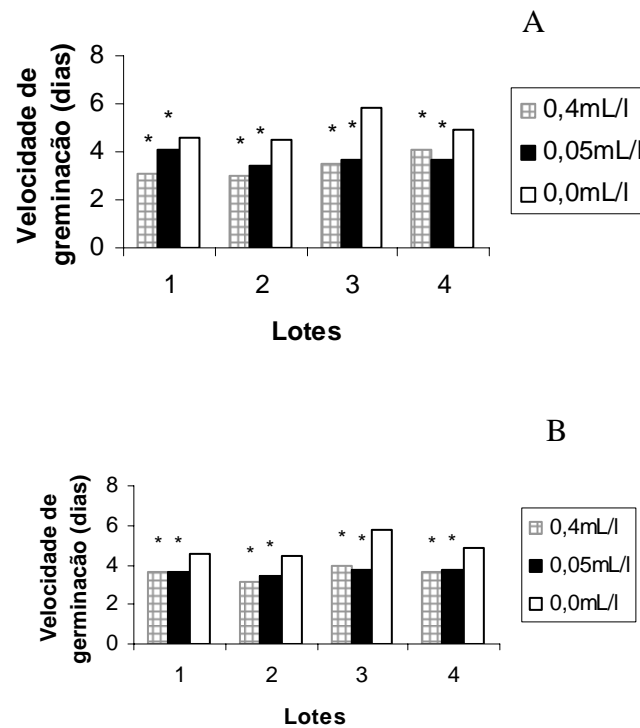 A
Velocidade de
greminacão (dias)
8
6
4
2
0
* * * * * * * *
1 2 3 4
Lotes
0,4mL/l
0,05mL/l
0,0mL/l
B
Velocidade de
germinacão (dias)
8
6
4
2
0
* * * * * * * *
1 2 3 4
Lotes
0,4mL/l
0,05mL/l
0,0mL/l